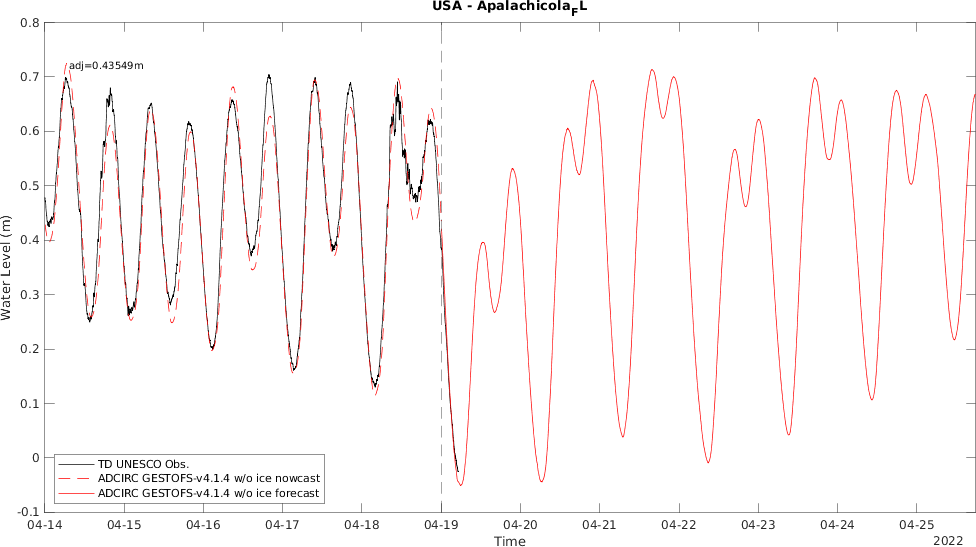 USA - Apalachicola_FL
0.8
0.7
0.6
0.5
0.4
0.3
0.2
0.1
0
-0.1
Water Level (m)
adj=0.43549m
TD UNESCO Obs.
ADCIRC GESTOFS-v4.1.4 w/o ice nowcast
ADCIRC GESTOFS-v4.1.4 w/o ice forecast
04-14 04-15 04-16 04-17 04-18 04-19 04-20 04-21 04-22 04-23 04-24 04-25
Time
2022